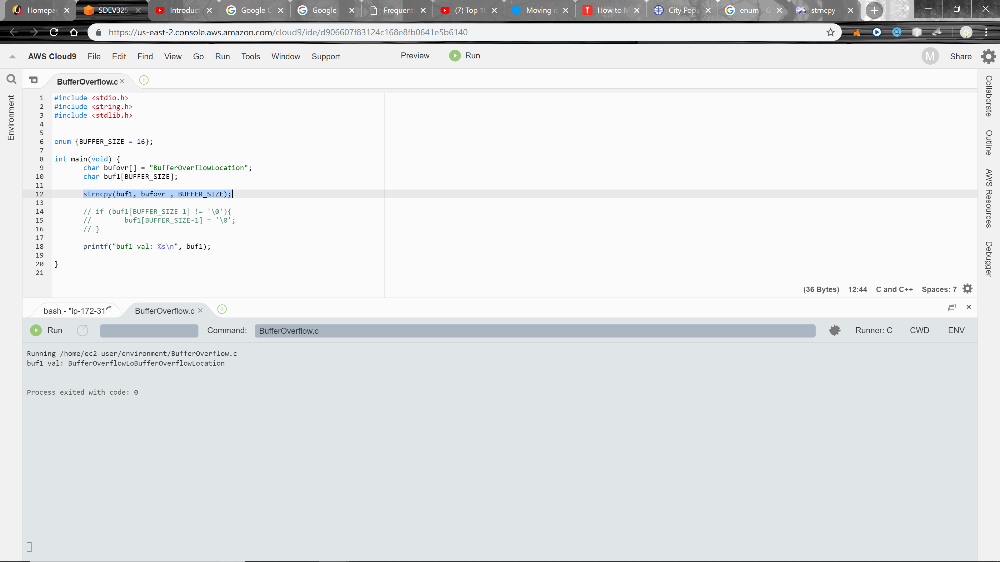 Homepag
SDEV325
Introduct
Google C
Google
Frequent
(7) Top 10
Moving
How to M
City Popu
enum - G
strncpy -
https://us-east-2.console.aws.amazon.com/cloud9/ide/d906607f83124c168e8fb0641e5b6140
AWS Cloud9 File Edit Find View Go Run Tools Window Support Preview Run M Share
BufferOverflow.c
Environment
Collaborate
Outline
AWS Resources
Debugger
1 #include <stdio.h>
2 #include <string.h>
3 #include <stdlib.h>
4
5
6 enum {BUFFER_SIZE = 16};
7
8 int main(void) {
9 char bufovr[] = "BufferOverflowLocation";
10 char buf1[BUFFER_SIZE];
11
12 strncpy(buf1, bufovr , BUFFER_SIZE);
13
14 // if (buf1[BUFFER_SIZE-1] != '\0'){
15 // buf1[BUFFER_SIZE-1] = '\0';
16 // }
17
18 printf("buf1 val: %s\n", buf1);
19
20 }
21
(36 Bytes) 12:44 C and C++ Spaces: 7
bash - "ip-172-31
BufferOverflow.c
Run Command: BufferOverflow.c Runner: C CWD ENV
Running /home/ec2-user/environment/BufferOverflow.c
buf1 val: BufferOverflowLoBufferOverflowLocation
Process exited with code: 0